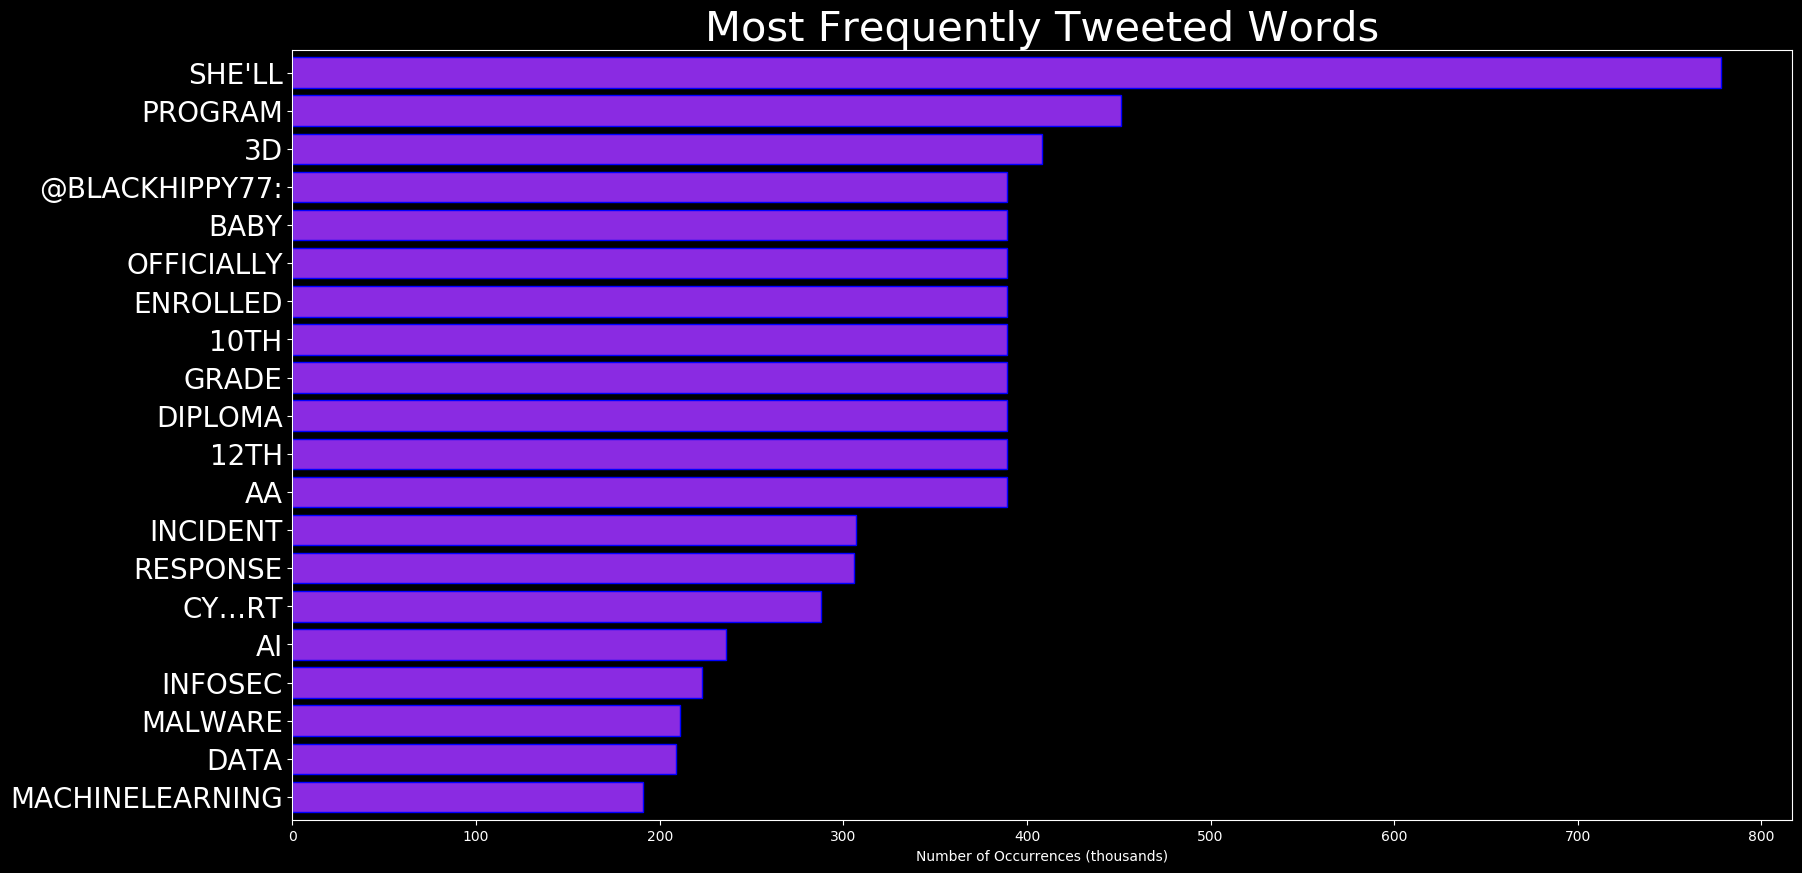 Most Frequently Tweeted Words
SHE'LL
PROGRAM
3D
@BLACKHIPPY77:
BABY
OFFICIALLY
ENROLLED
10TH
GRADE
DIPLOMA
12TH
AA
INCIDENT
RESPONSE
CY...RT
AI
INFOSEC
MALWARE
DATA
MACHINELEARNING
0 100 200 300 400 500 600 700 800
Number of Occurrences (thousands)